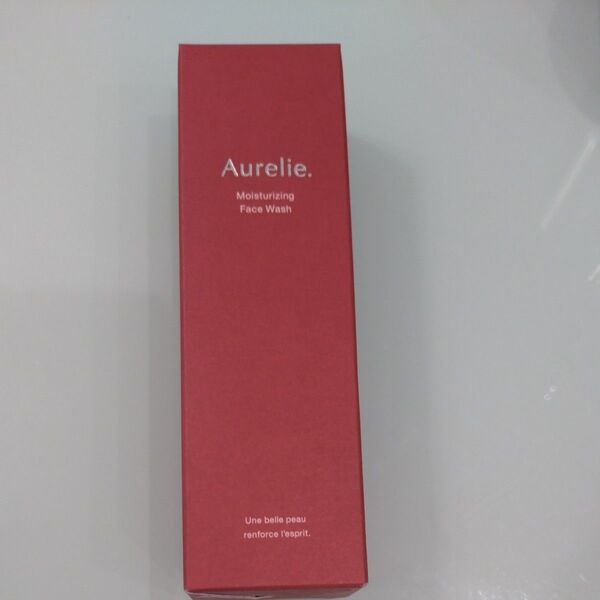 Aurelie.
Moisturizing
Face Wash
Une belle peau
renforce l'esprit.